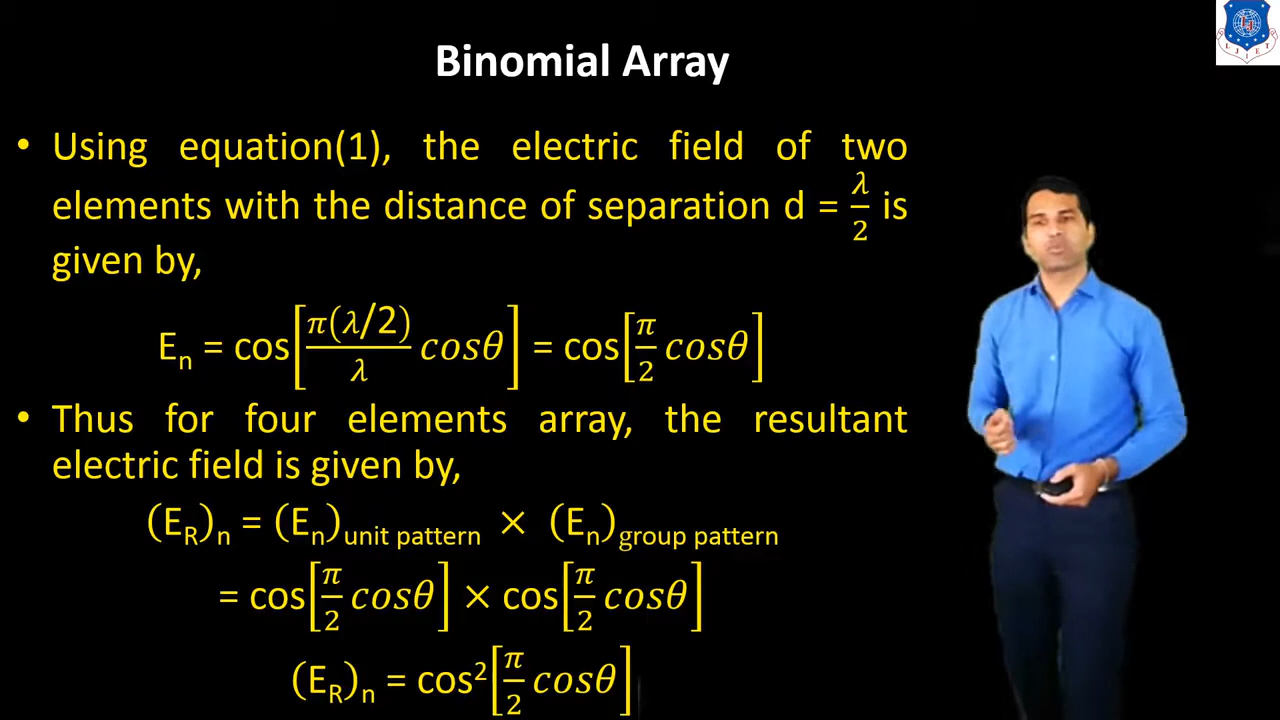 Binomial Array
• Using equation(1), the electric field of two
elements with the distance of separation d = λ/2 is
given by,
Eₙ = cos[π(λ/2)/λ cosθ] = cos[π/2 cosθ]
• Thus for four elements array, the resultant
electric field is given by,
(E_R)ₙ = (Eₙ)unit pattern × (Eₙ)group pattern
= cos[π/2 cosθ] × cos[π/2 cosθ]
(E_R)ₙ = cos²[π/2 cosθ]
LJIET